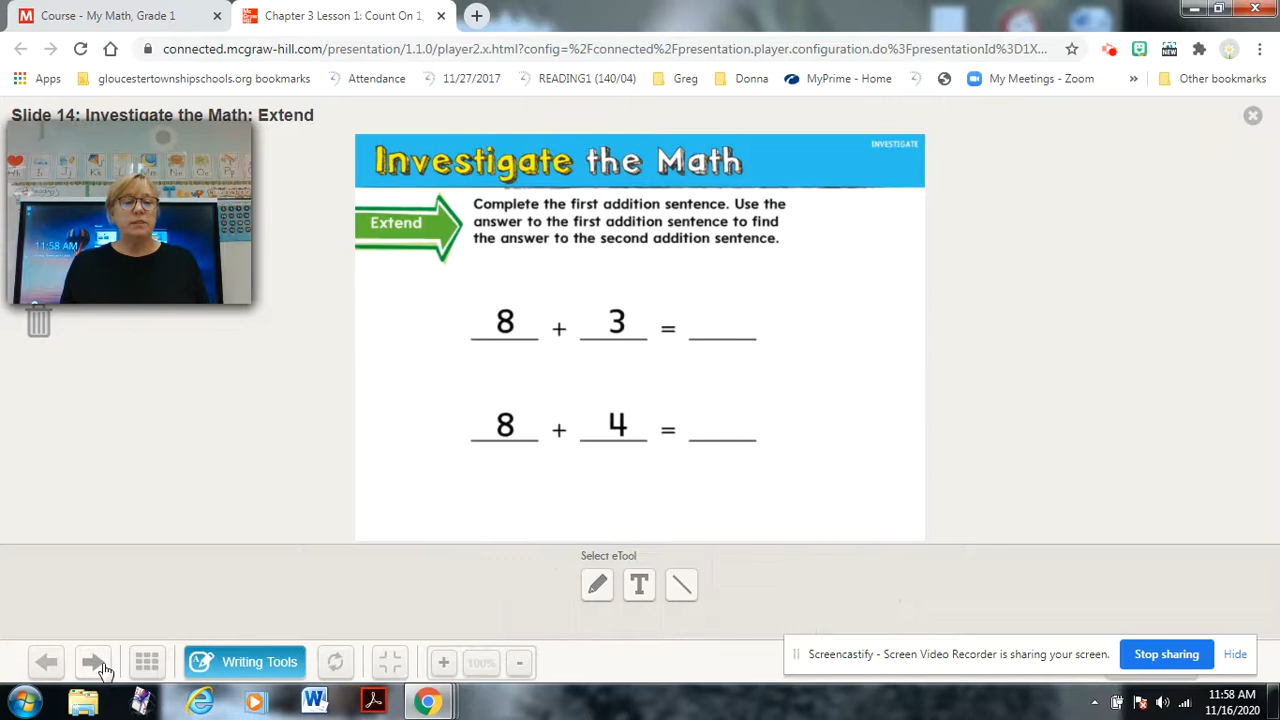 Course - My Math, Grade 1
Chapter 3 Lesson 1: Count On 1,
connected.mcgraw-hill.com/presentation/1.1.0/player2.x.html?config=%2Fconnected%2Fpresentation.player.configuration.do%3FpresentationId%3D1X...
Apps
gloucestertownshipschools.org bookmarks
Attendance
11/27/2017
READING1 (140/04)
Greg
Donna
MyPrime - Home
My Meetings - Zoom
»
Other bookmarks
Slide 14: Investigate the Math: Extend
INVESTIGATE
Investigate the Math
Extend
Complete the first addition sentence. Use the
answer to the first addition sentence to find
the answer to the second addition sentence.
8 + 3 = ____
8 + 4 = ____
11:58 AM
Select eTool
T
Writing Tools
+ 100% -
Screencastify - Screen Video Recorder is sharing your screen.
Stop sharing
Hide
11:58 AM
11/16/2020